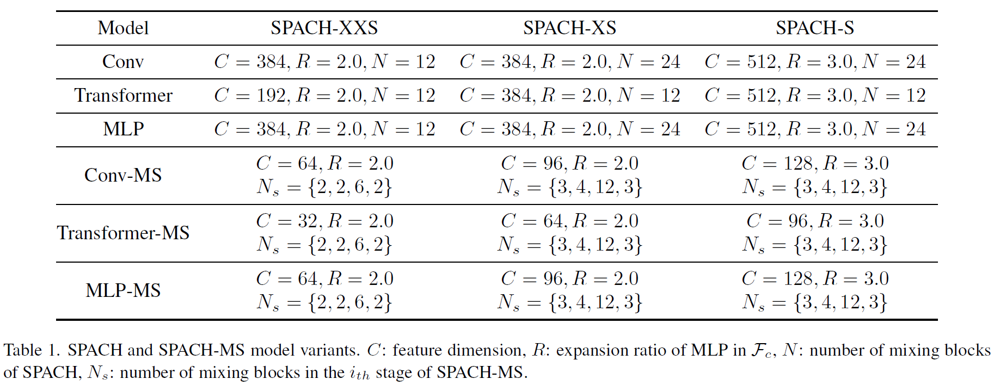 Model SPACH-XXS SPACH-XS SPACH-S
Conv C = 384, R = 2.0, N = 12 C = 384, R = 2.0, N = 24 C = 512, R = 3.0, N = 24
Transformer C = 192, R = 2.0, N = 12 C = 384, R = 2.0, N = 12 C = 512, R = 3.0, N = 12
MLP C = 384, R = 2.0, N = 12 C = 384, R = 2.0, N = 24 C = 512, R = 3.0, N = 24
Conv-MS
C = 64, R = 2.0 C = 96, R = 2.0 C = 128, R = 3.0
N_s = {2, 2, 6, 2} N_s = {3, 4, 12, 3} N_s = {3, 4, 12, 3}
Transformer-MS
C = 32, R = 2.0 C = 64, R = 2.0 C = 96, R = 3.0
N_s = {2, 2, 6, 2} N_s = {3, 4, 12, 3} N_s = {3, 4, 12, 3}
MLP-MS
C = 64, R = 2.0 C = 96, R = 2.0 C = 128, R = 3.0
N_s = {2, 2, 6, 2} N_s = {3, 4, 12, 3} N_s = {3, 4, 12, 3}
Table 1. SPACH and SPACH-MS model variants. C: feature dimension, R: expansion ratio of MLP in F_c, N: number of mixing blocks
of SPACH, N_s: number of mixing blocks in the i_th stage of SPACH-MS.